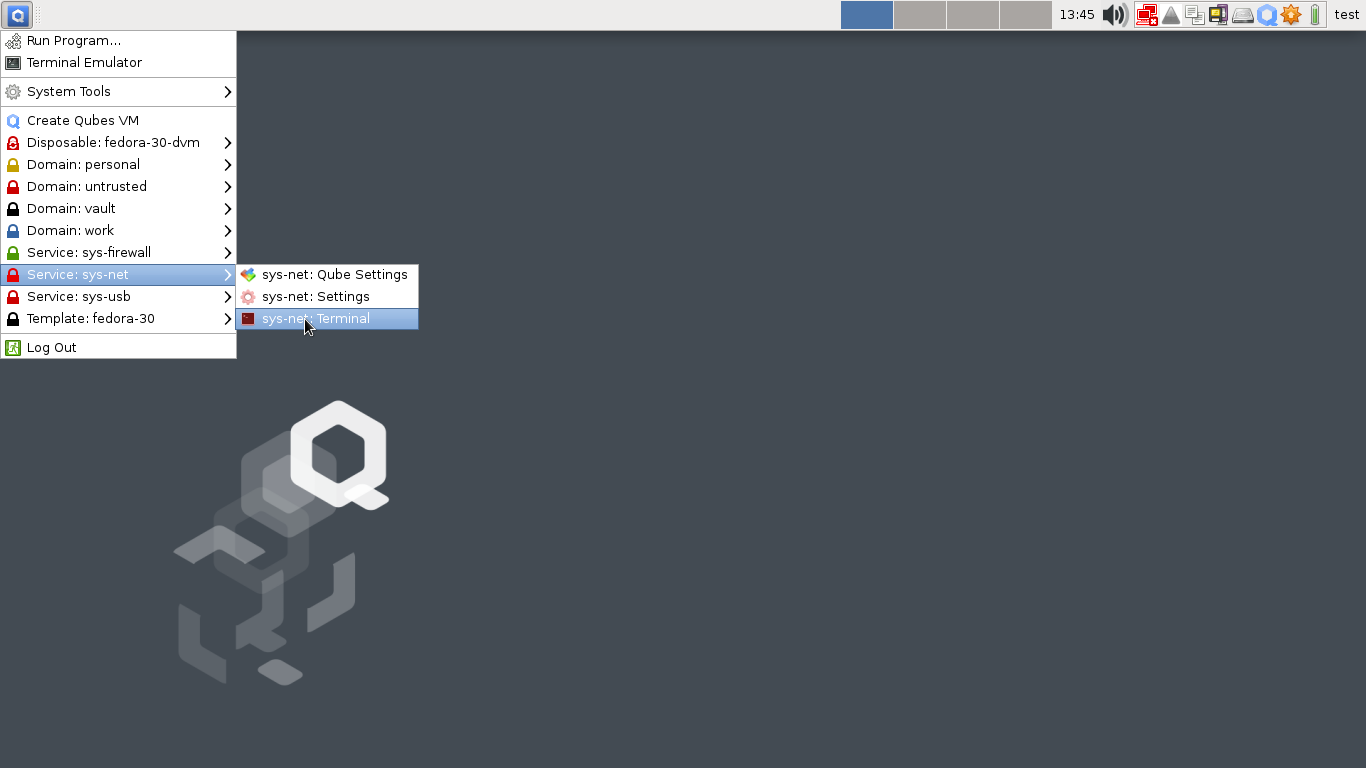 13:45
test
Run Program...
Terminal Emulator
System Tools
Create Qubes VM
Disposable: fedora-30-dvm
Domain: personal
Domain: untrusted
Domain: vault
Domain: work
Service: sys-firewall
Service: sys-net
Service: sys-usb
Template: fedora-30
Log Out
sys-net: Qube Settings
sys-net: Settings
sys-net: Terminal